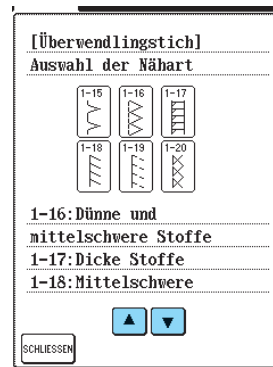 [Überwendlingstich]
Auswahl der Nähart
1-15 1-16 1-17
1-18 1-19 1-20
1-16:Dünne und
mittelschwere Stoffe
1-17:Dicke Stoffe
1-18:Mittelschwere
SCHLIESSEN